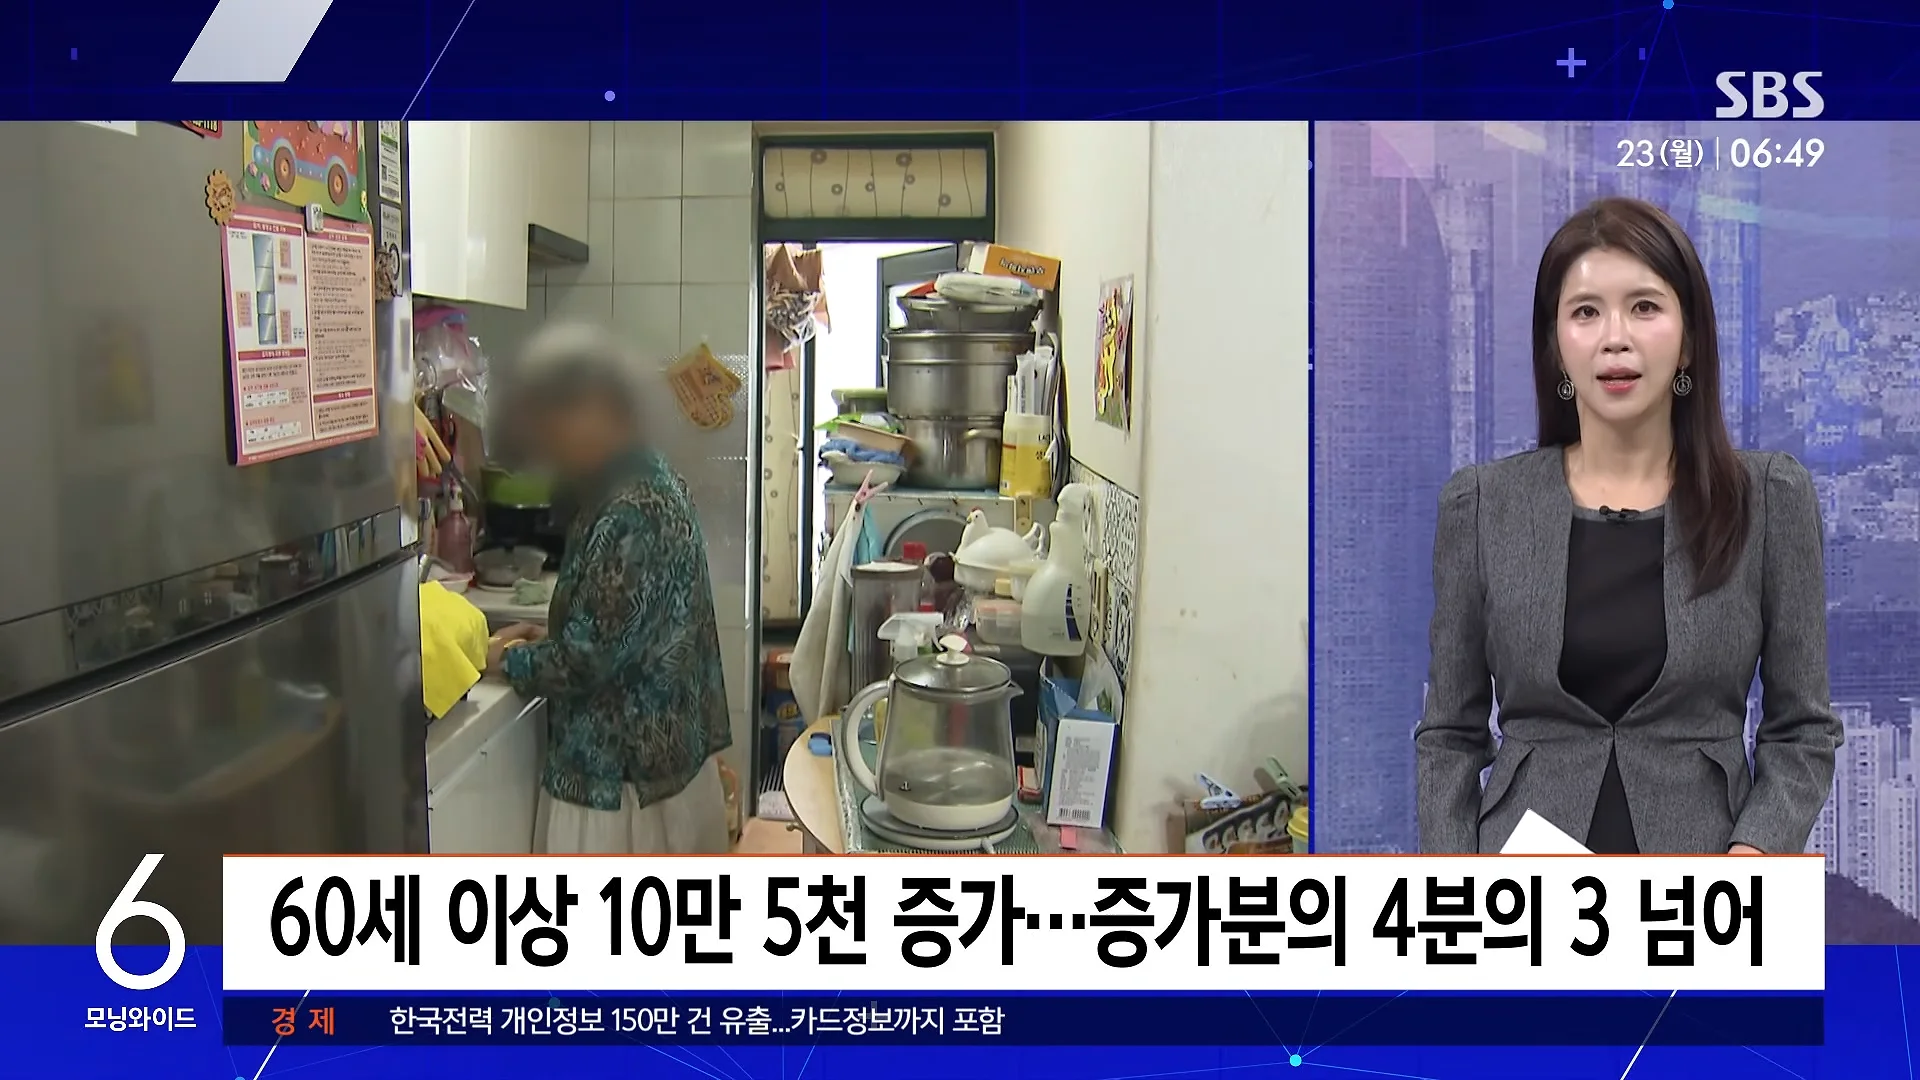 SBS
23(월) | 06:49
6
모닝와이드
60세 이상 10만 5천 증가…증가분의 4분의 3 넘어
경제 한국전력 개인정보 150만 건 유출...카드정보까지 포함